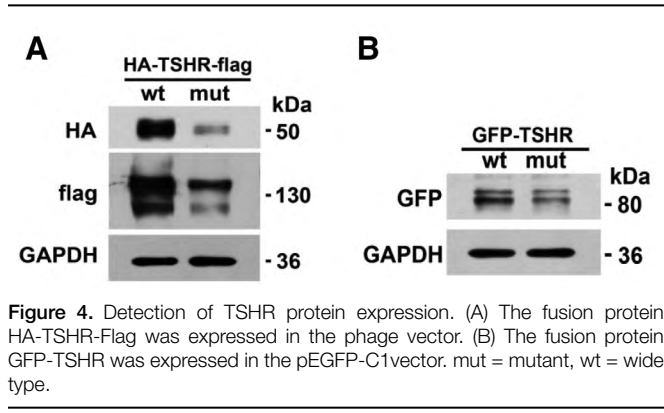 A
HA-TSHR-flag
wt mut
kDa
HA - 50
flag - 130
GAPDH - 36
B
GFP-TSHR
wt mut
kDa
GFP - 80
GAPDH - 36
Figure 4. Detection of TSHR protein expression. (A) The fusion protein
HA-TSHR-Flag was expressed in the phage vector. (B) The fusion protein
GFP-TSHR was expressed in the pEGFP-C1vector. mut = mutant, wt = wide
type.